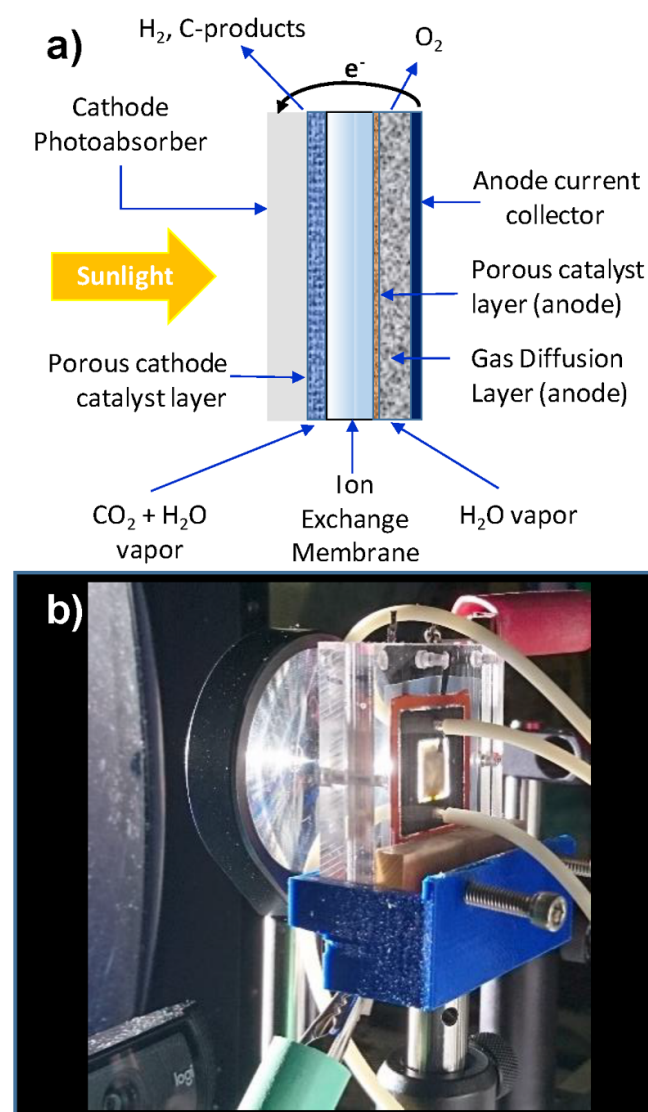 a)
H₂, C-products
O₂
e⁻
Cathode
Photoabsorber
Anode current
collector
Sunlight
Porous catalyst
layer (anode)
Porous cathode
catalyst layer
Gas Diffusion
Layer (anode)
CO₂ + H₂O
vapor
Ion
Exchange
Membrane
H₂O vapor
b)
logi